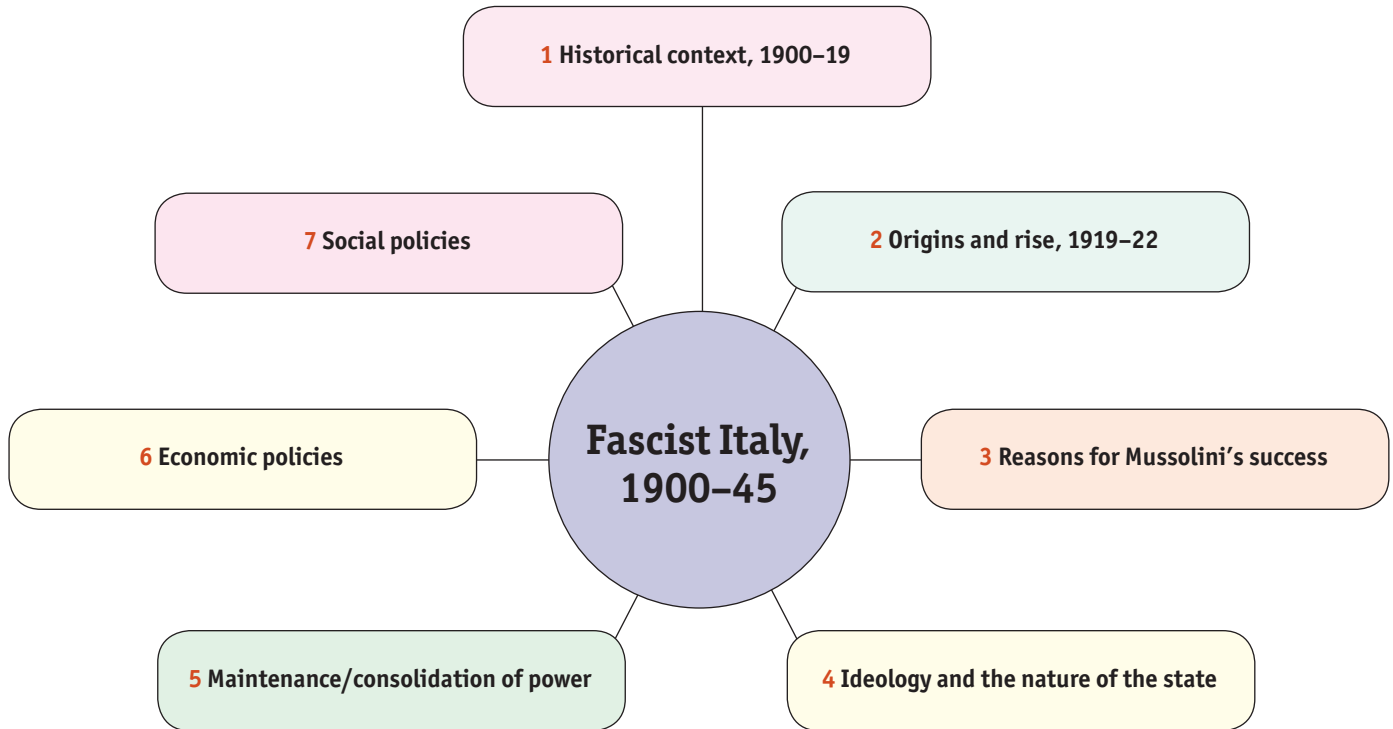 1 Historical context, 1900–19
7 Social policies
2 Origins and rise, 1919–22
Fascist Italy,
1900–45
6 Economic policies
3 Reasons for Mussolini’s success
5 Maintenance/consolidation of power
4 Ideology and the nature of the state